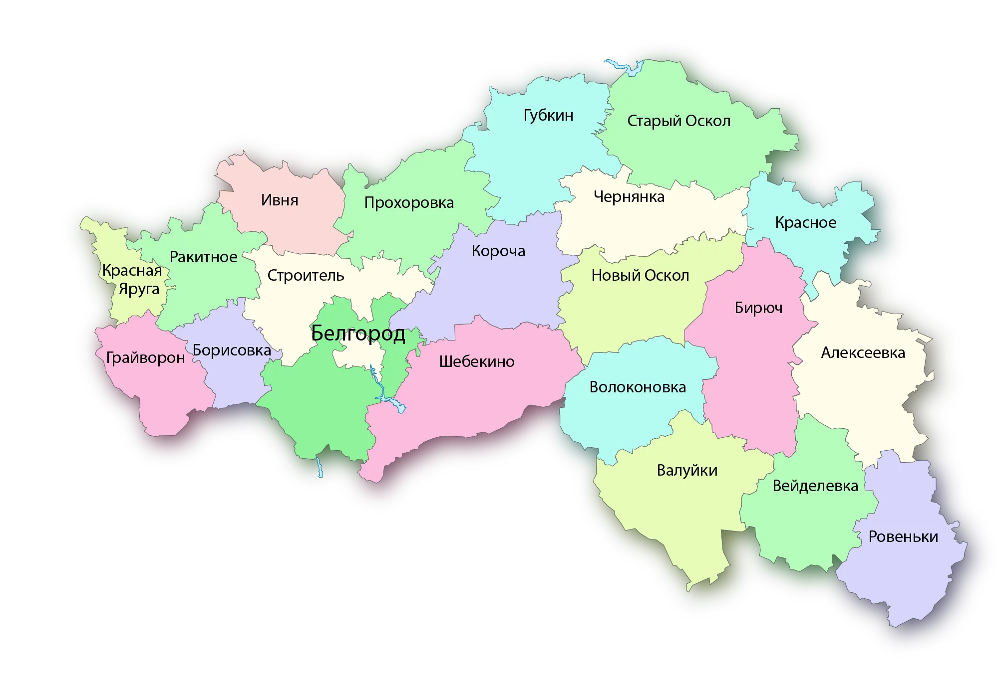 Губкин
Старый Оскол
Ивня
Прохоровка
Чернянка
Красное
Ракитное
Короча
Красная
Яруга
Строитель
Новый Оскол
Бирюч
Белгород
Грайворон
Борисовка
Шебекино
Алексеевка
Волоконовка
Валуйки
Вейделевка
Ровеньки